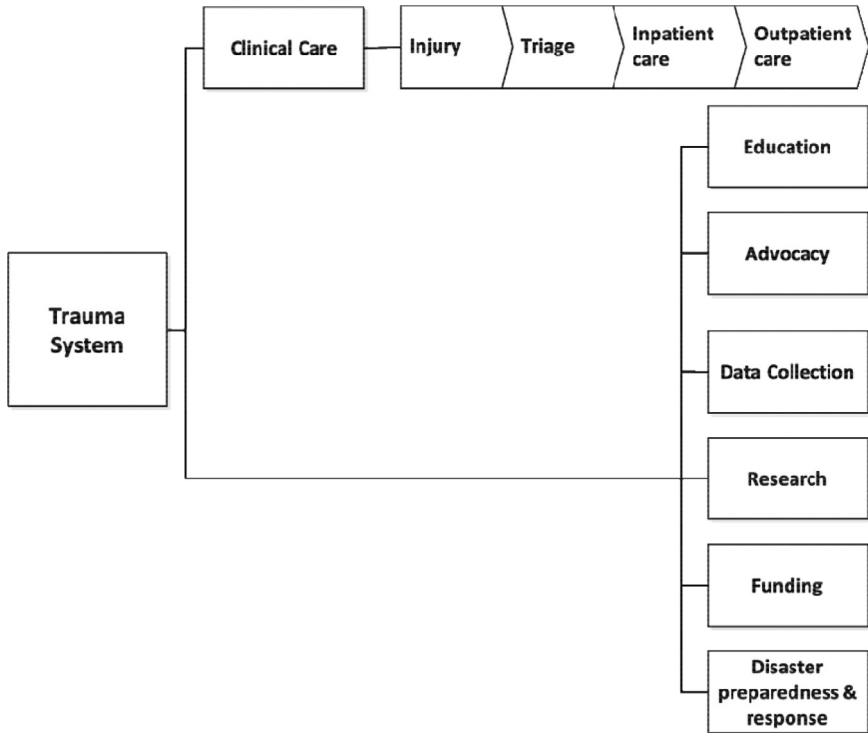 Clinical Care
Injury
Triage
Inpatient
care
Outpatient
care
Education
Advocacy
Trauma
System
Data Collection
Research
Funding
Disaster
preparedness &
response